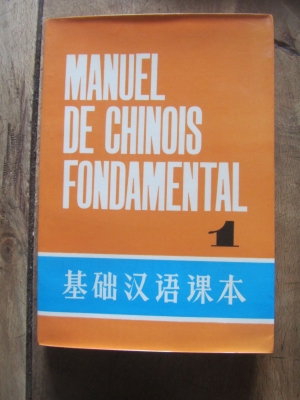 MANUEL
DE CHINOIS
FONDAMENTAL
1
基础汉语课本